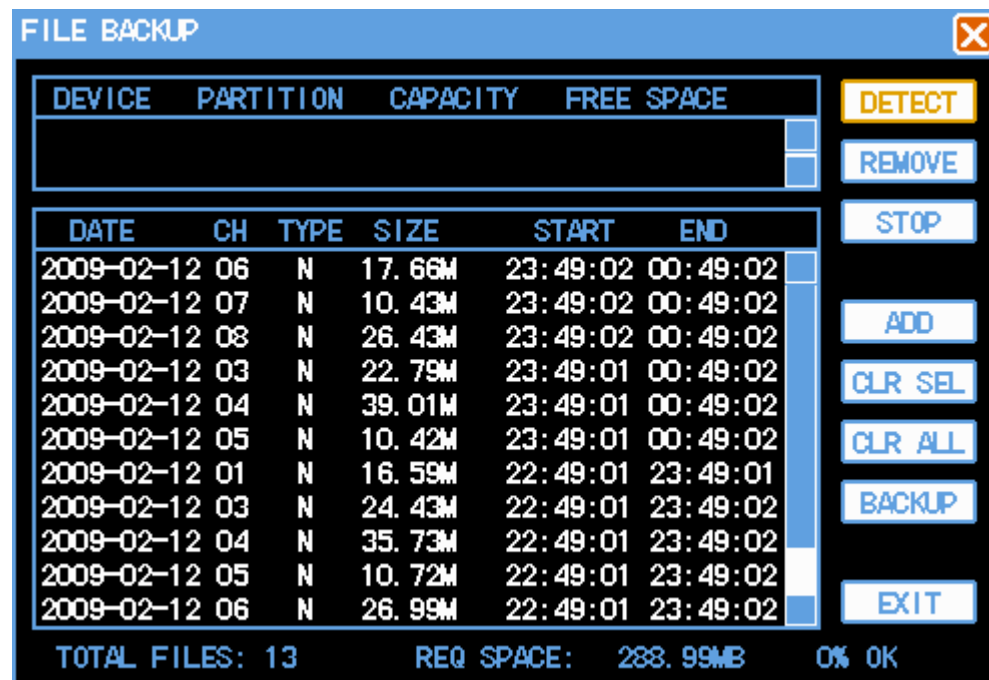 FILE BACKUP
DEVICE PARTITION CAPACITY FREE SPACE
DETECT
REMOVE
STOP
DATE CH TYPE SIZE START END
2009-02-12 06 N 17.66M 23:49:02 00:49:02
2009-02-12 07 N 10.43M 23:49:02 00:49:02
2009-02-12 08 N 26.43M 23:49:02 00:49:02
2009-02-12 03 N 22.79M 23:49:01 00:49:02
2009-02-12 04 N 39.01M 23:49:01 00:49:02
2009-02-12 05 N 10.42M 23:49:01 00:49:02
2009-02-12 01 N 16.59M 22:49:01 23:49:01
2009-02-12 03 N 24.43M 22:49:01 23:49:02
2009-02-12 04 N 35.73M 22:49:01 23:49:02
2009-02-12 05 N 10.72M 22:49:01 23:49:02
2009-02-12 06 N 26.99M 22:49:01 23:49:02
ADD
CLR SEL
CLR ALL
BACKUP
EXIT
TOTAL FILES: 13 REQ SPACE: 288.99MB 0% OK